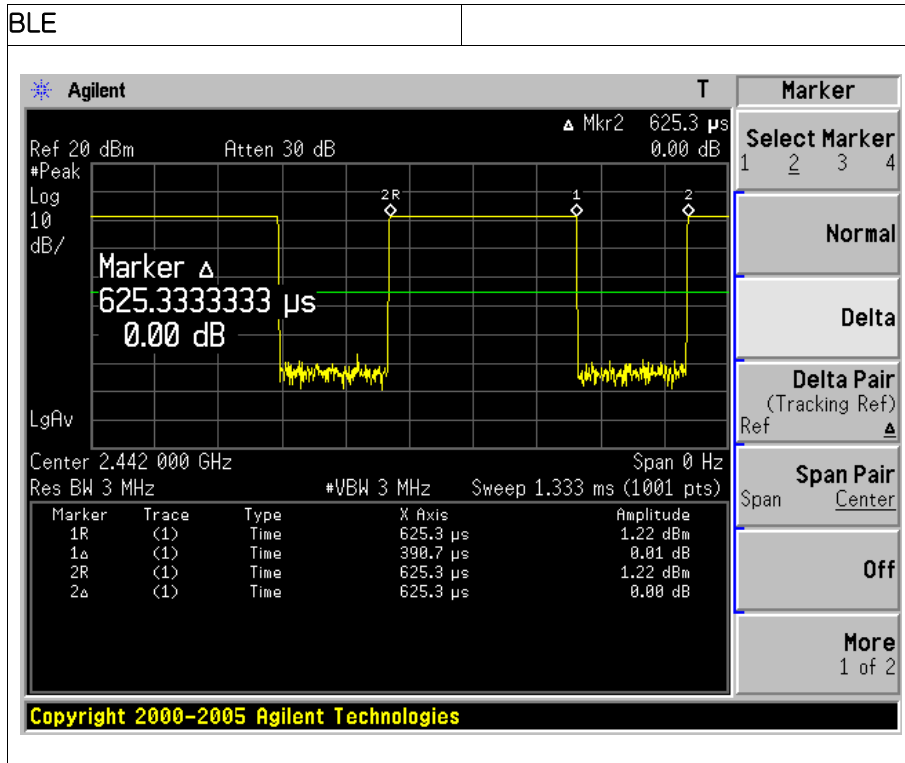 BLE
Agilent T
Δ Mkr2 625.3 µs
Ref 20 dBm Atten 30 dB 0.00 dB
#Peak
Log
10
dB/
2R 1 2
Marker Δ
625.3333333 µs
0.00 dB
LgAv
Center 2.442 000 GHz Span 0 Hz
Res BW 3 MHz #VBW 3 MHz Sweep 1.333 ms (1001 pts)
Marker Trace Type X Axis Amplitude
1R (1) Time 625.3 µs 1.22 dBm
1Δ (1) Time 390.7 µs 0.01 dB
2R (1) Time 625.3 µs 1.22 dBm
2Δ (1) Time 625.3 µs 0.00 dB
Marker
Select Marker
1 2 3 4
Normal
Delta
Delta Pair
(Tracking Ref)
Ref Δ
Span Pair
Span Center
Off
More
1 of 2
Copyright 2000-2005 Agilent Technologies